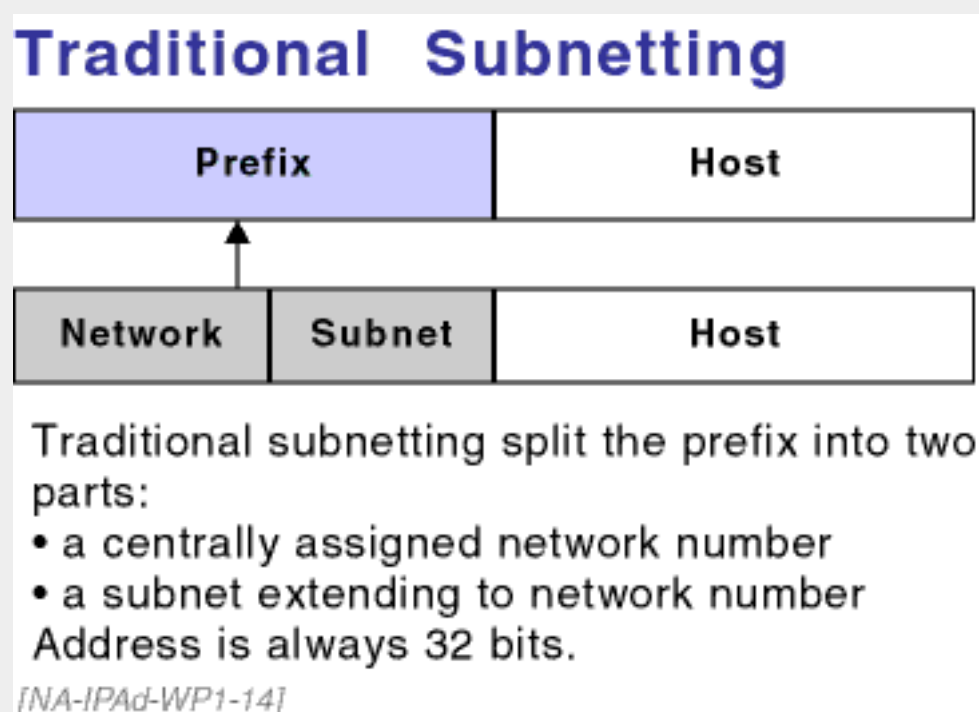 Traditional Subnetting
Prefix Host
Network Subnet Host
Traditional subnetting split the prefix into two
parts:
• a centrally assigned network number
• a subnet extending to network number
Address is always 32 bits.
[NA-IPAd-WP1-14]